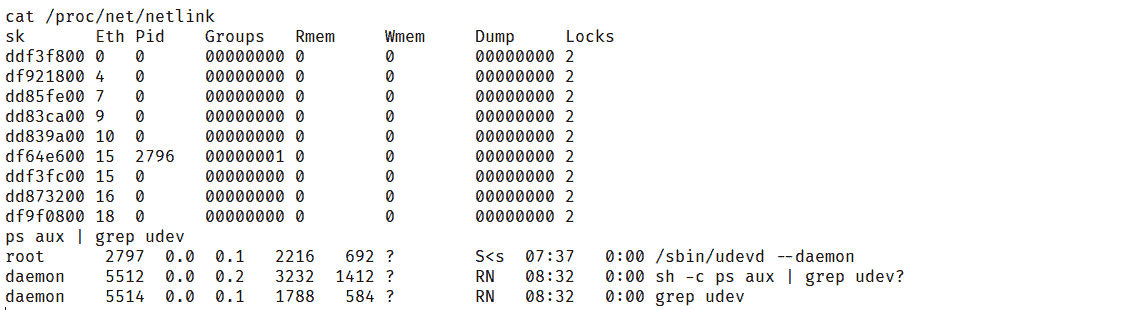 cat /proc/net/netlink
sk       Eth Pid    Groups   Rmem     Wmem     Dump     Locks
ddf3f800 0   0      00000000 0        0        00000000 2
df921800 4   0      00000000 0        0        00000000 2
dd85fe00 7   0      00000000 0        0        00000000 2
dd83ca00 9   0      00000000 0        0        00000000 2
dd839a00 10  0      00000000 0        0        00000000 2
df64e600 15  2796   00000001 0        0        00000000 2
ddf3fc00 15  0      00000000 0        0        00000000 2
dd873200 16  0      00000000 0        0        00000000 2
df9f0800 18  0      00000000 0        0        00000000 2
ps aux | grep udev
root      2797  0.0  0.1   2216   692 ?        S<s  07:37   0:00 /sbin/udevd --daemon
daemon    5512  0.0  0.2   3232  1412 ?        RN   08:32   0:00 sh -c ps aux | grep udev?
daemon    5514  0.0  0.1   1788   584 ?        RN   08:32   0:00 grep udev